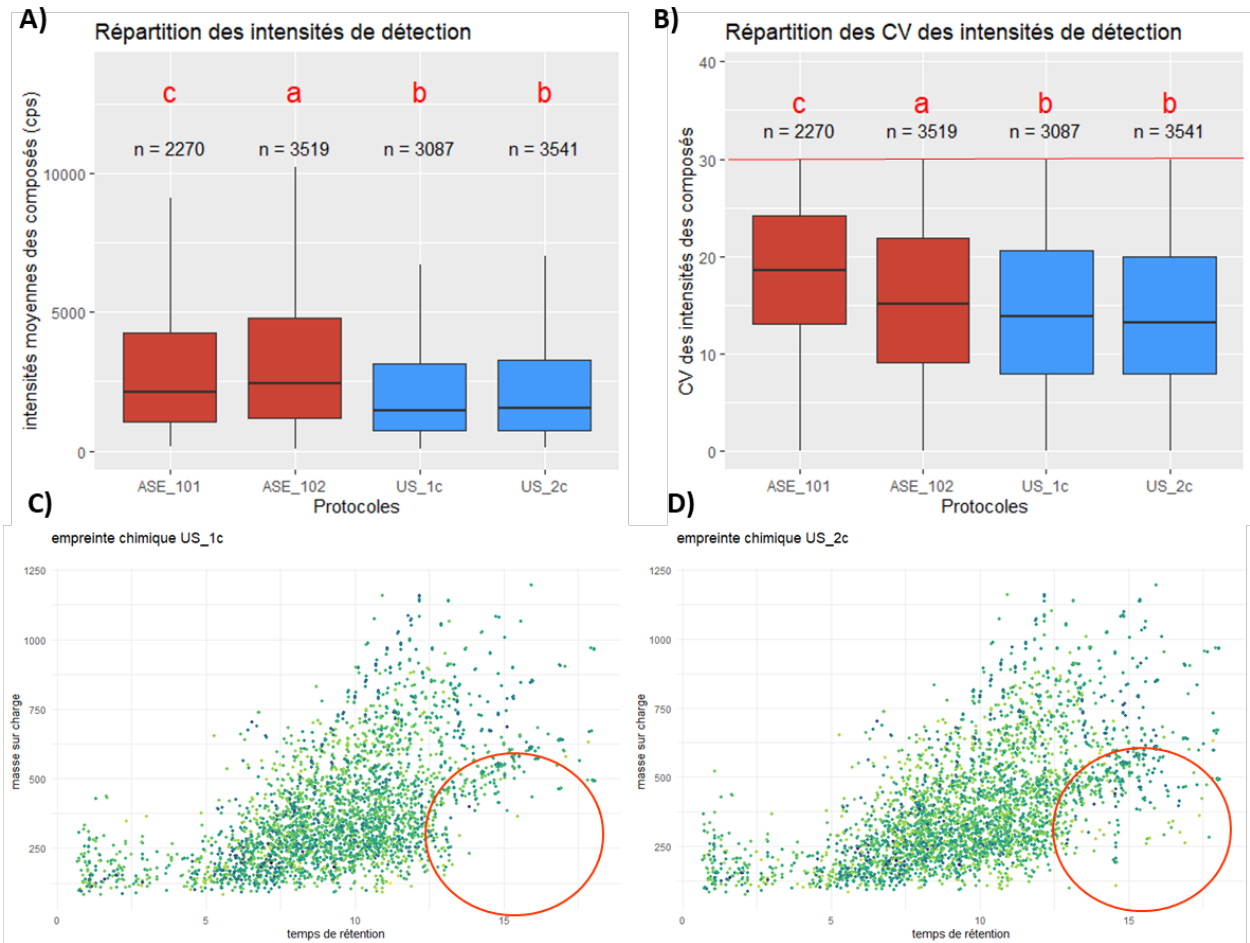 A)
Répartition des intensités de détection
c a b b
n = 2270 n = 3519 n = 3087 n = 3541
10000
5000
0
intensités moyennes des composés (cps)
ASE_101 ASE_102 US_1c US_2c
Protocoles
B)
Répartition des CV des intensités de détection
40
c a b b
n = 2270 n = 3519 n = 3087 n = 3541
30
20
10
0
CV des intensités des composés
ASE_101 ASE_102 US_1c US_2c
Protocoles
C)
empreinte chimique US_1c
1250
1000
750
500
250
masse sur charge
0 5 10 15
temps de rétention
D)
empreinte chimique US_2c
1250
1000
750
500
250
masse sur charge
0 5 10 15
temps de rétention